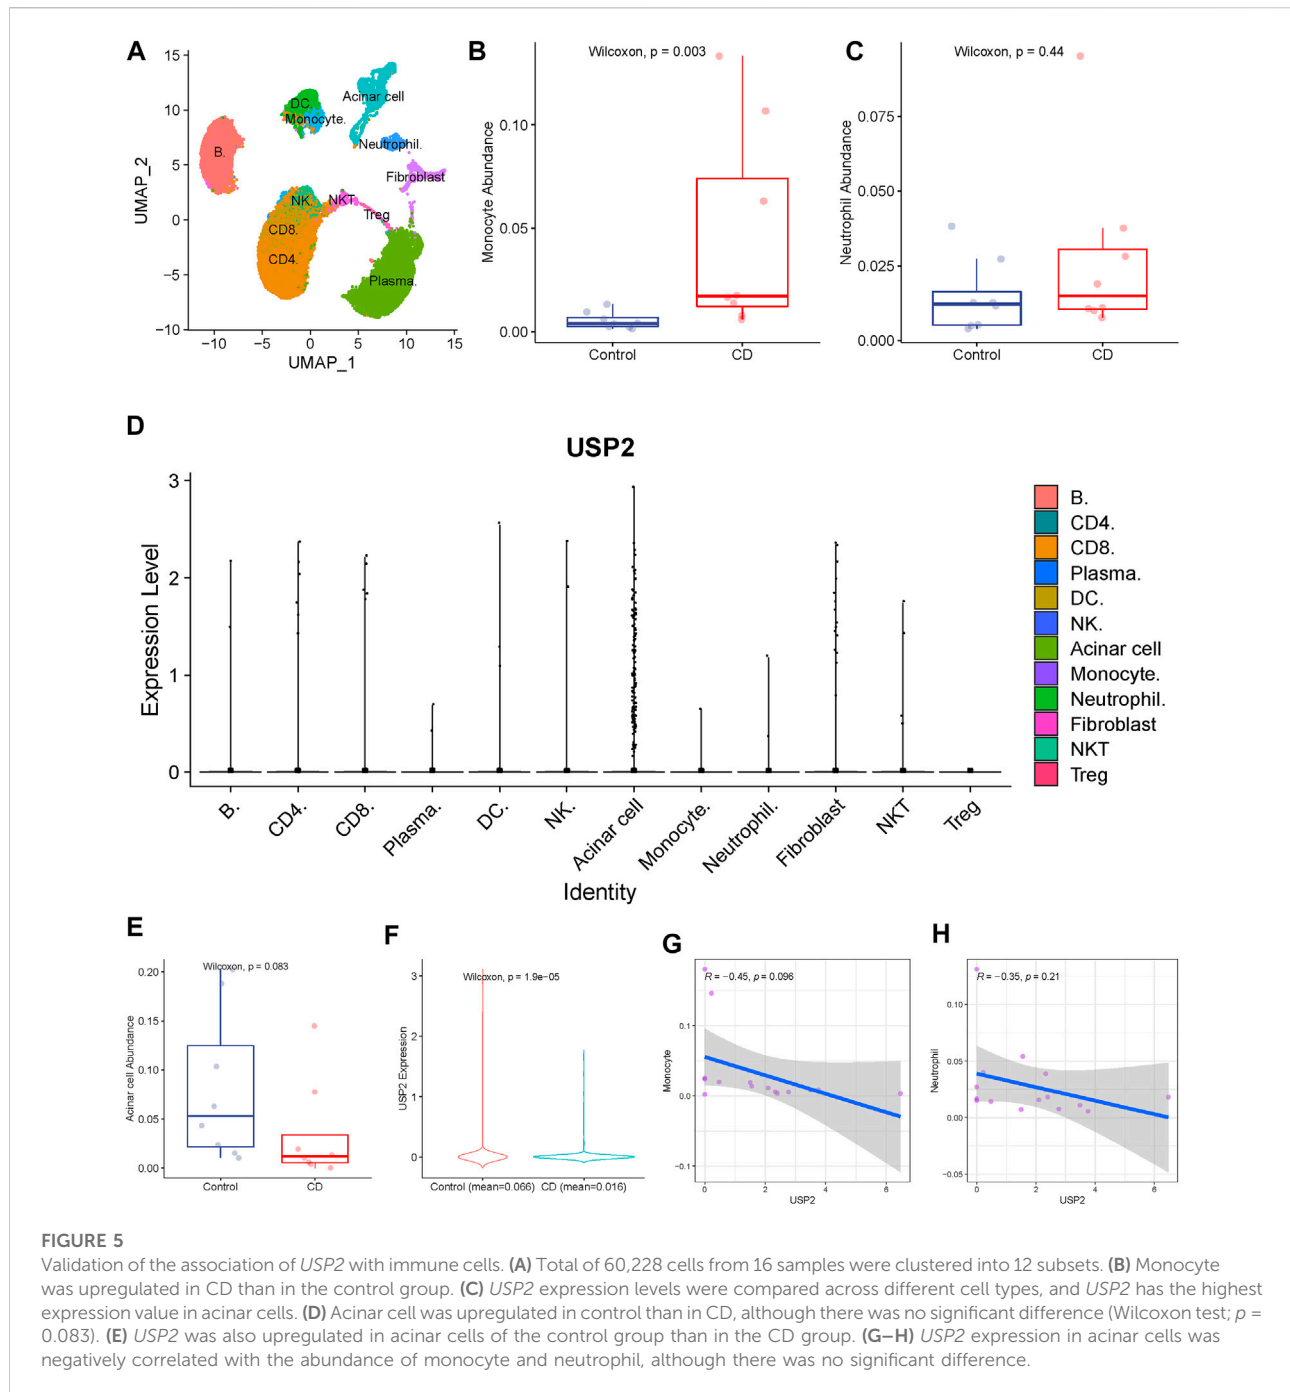 A
15
10
5
0
−5
−10
UMAP_2
−10
−5
0
5
10
15
UMAP_1
DC.
Monocyte.
Acinar cell
Neutrophil.
B.
Fibroblast
NK.
NKT
Treg
CD8.
CD4.
Plasma.
B
Wilcoxon, p = 0.003
Monocyte Abundance
0.10
0.05
0.00
Control
CD
C
Wilcoxon, p = 0.44
Neutrophil Abundance
0.075
0.050
0.025
0.000
Control
CD
D
USP2
Expression Level
3
2
1
0
B.
CD4.
CD8.
Plasma.
DC.
NK.
Acinar cell
Monocyte.
Neutrophil.
Fibroblast
NKT
Treg
Identity
B.
CD4.
CD8.
Plasma.
DC.
NK.
Acinar cell
Monocyte.
Neutrophil.
Fibroblast
NKT
Treg
E
Wilcoxon, p = 0.083
Acinar cell Abundance
0.20
0.15
0.10
0.05
0.00
Control
CD
F
Wilcoxon, p = 1.9e−05
USP2 Expression
3
2
1
0
Control (mean=0.066)
CD (mean=0.016)
G
R = −0.45, p = 0.096
Monocyte
0.1
0.0
−0.1
0
2
4
6
USP2
H
R = −0.35, p = 0.21
Neutrophil
0.10
0.05
0.00
−0.05
0
2
4
6
USP2
FIGURE 5
Validation of the association of USP2 with immune cells. (A) Total of 60,228 cells from 16 samples were clustered into 12 subsets. (B) Monocyte
was upregulated in CD than in the control group. (C) USP2 expression levels were compared across different cell types, and USP2 has the highest
expression value in acinar cells. (D) Acinar cell was upregulated in control than in CD, although there was no significant difference (Wilcoxon test; p =
0.083). (E) USP2 was also upregulated in acinar cells of the control group than in the CD group. (G–H) USP2 expression in acinar cells was
negatively correlated with the abundance of monocyte and neutrophil, although there was no significant difference.